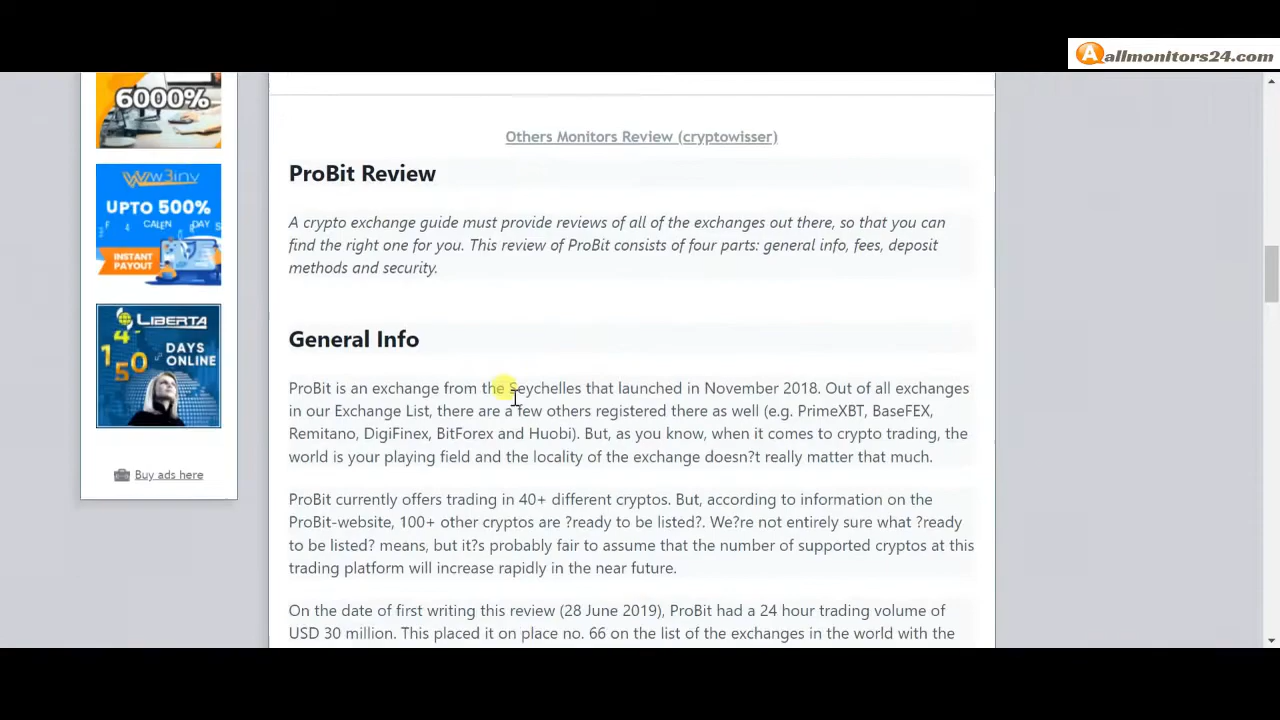 Aallmonitors24.com
6000%
W3inv
UPTO 500%
CALEN DAY S
INSTANT
PAYOUT
LIBERTA
4
150
DAYS
ONLINE
Buy ads here
Others Monitors Review (cryptowisser)
ProBit Review
A crypto exchange guide must provide reviews of all of the exchanges out there, so that you can
find the right one for you. This review of ProBit consists of four parts: general info, fees, deposit
methods and security.
General Info
ProBit is an exchange from the Seychelles that launched in November 2018. Out of all exchanges
in our Exchange List, there are a few others registered there as well (e.g. PrimeXBT, BaseFEX,
Remitano, DigiFinex, BitForex and Huobi). But, as you know, when it comes to crypto trading, the
world is your playing field and the locality of the exchange doesn?t really matter that much.
ProBit currently offers trading in 40+ different cryptos. But, according to information on the
ProBit-website, 100+ other cryptos are ?ready to be listed?. We?re not entirely sure what ?ready
to be listed? means, but it?s probably fair to assume that the number of supported cryptos at this
trading platform will increase rapidly in the near future.
On the date of first writing this review (28 June 2019), ProBit had a 24 hour trading volume of
USD 30 million. This placed it on place no. 66 on the list of the exchanges in the world with the